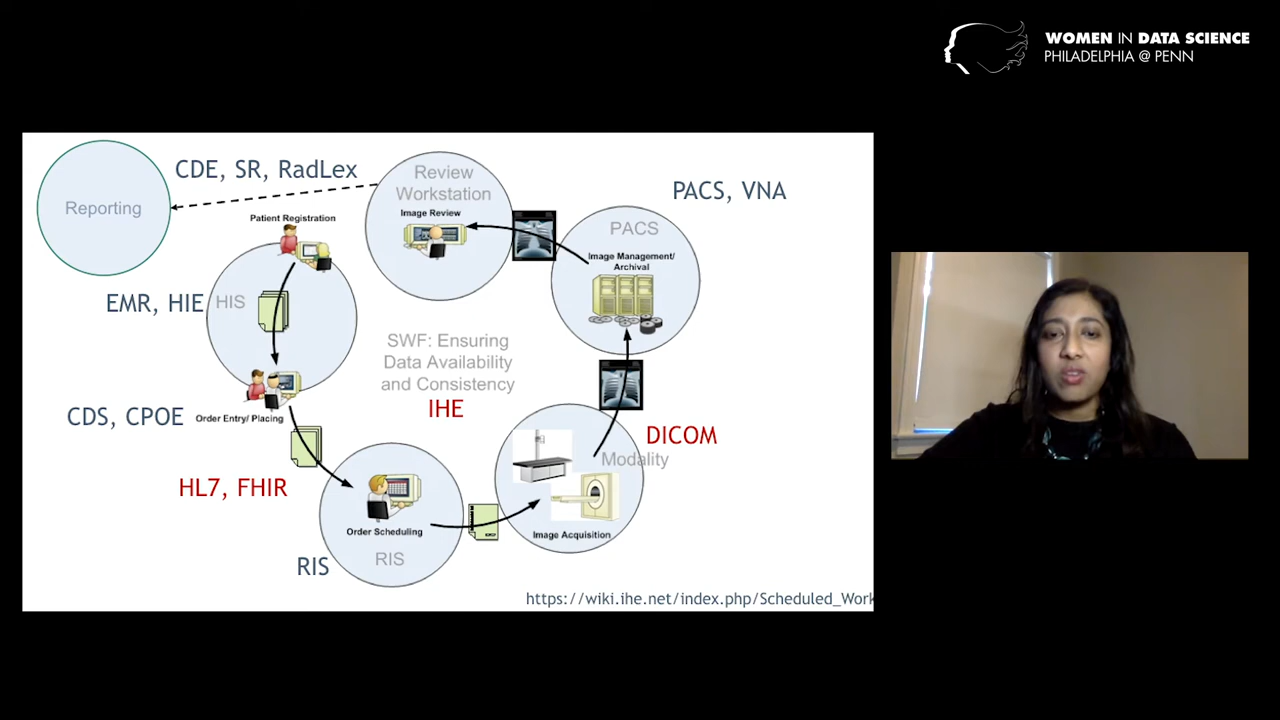 WOMEN IN DATA SCIENCE
PHILADELPHIA @ PENN
CDE, SR, RadLex
Reporting
Review
Workstation
Image Review
PACS, VNA
Patient Registration
PACS
Image Management/
Archival
EMR, HIE
HIS
SWF: Ensuring
Data Availability
and Consistency
IHE
CDS, CPOE
Order Entry/ Placing
DICOM
Modality
HL7, FHIR
Order Scheduling
Image Acquisition
RIS
RIS
https://wiki.ihe.net/index.php/Scheduled_Work